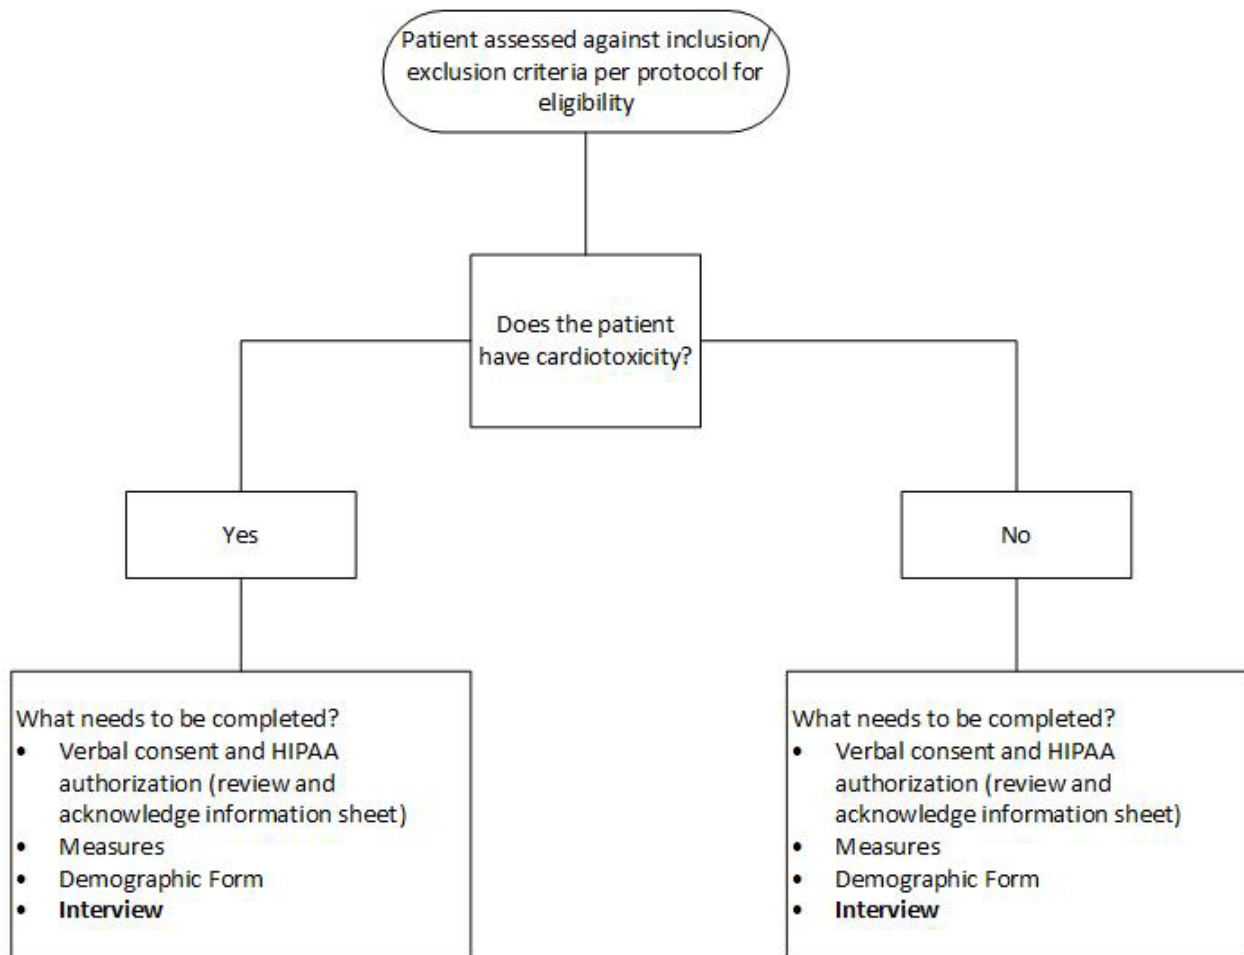 Patient assessed against inclusion/
exclusion criteria per protocol for
eligibility
Does the patient
have cardiotoxicity?
Yes
No
What needs to be completed?
• Verbal consent and HIPAA
authorization (review and
acknowledge information sheet)
• Measures
• Demographic Form
• Interview
What needs to be completed?
• Verbal consent and HIPAA
authorization (review and
acknowledge information sheet)
• Measures
• Demographic Form
• Interview